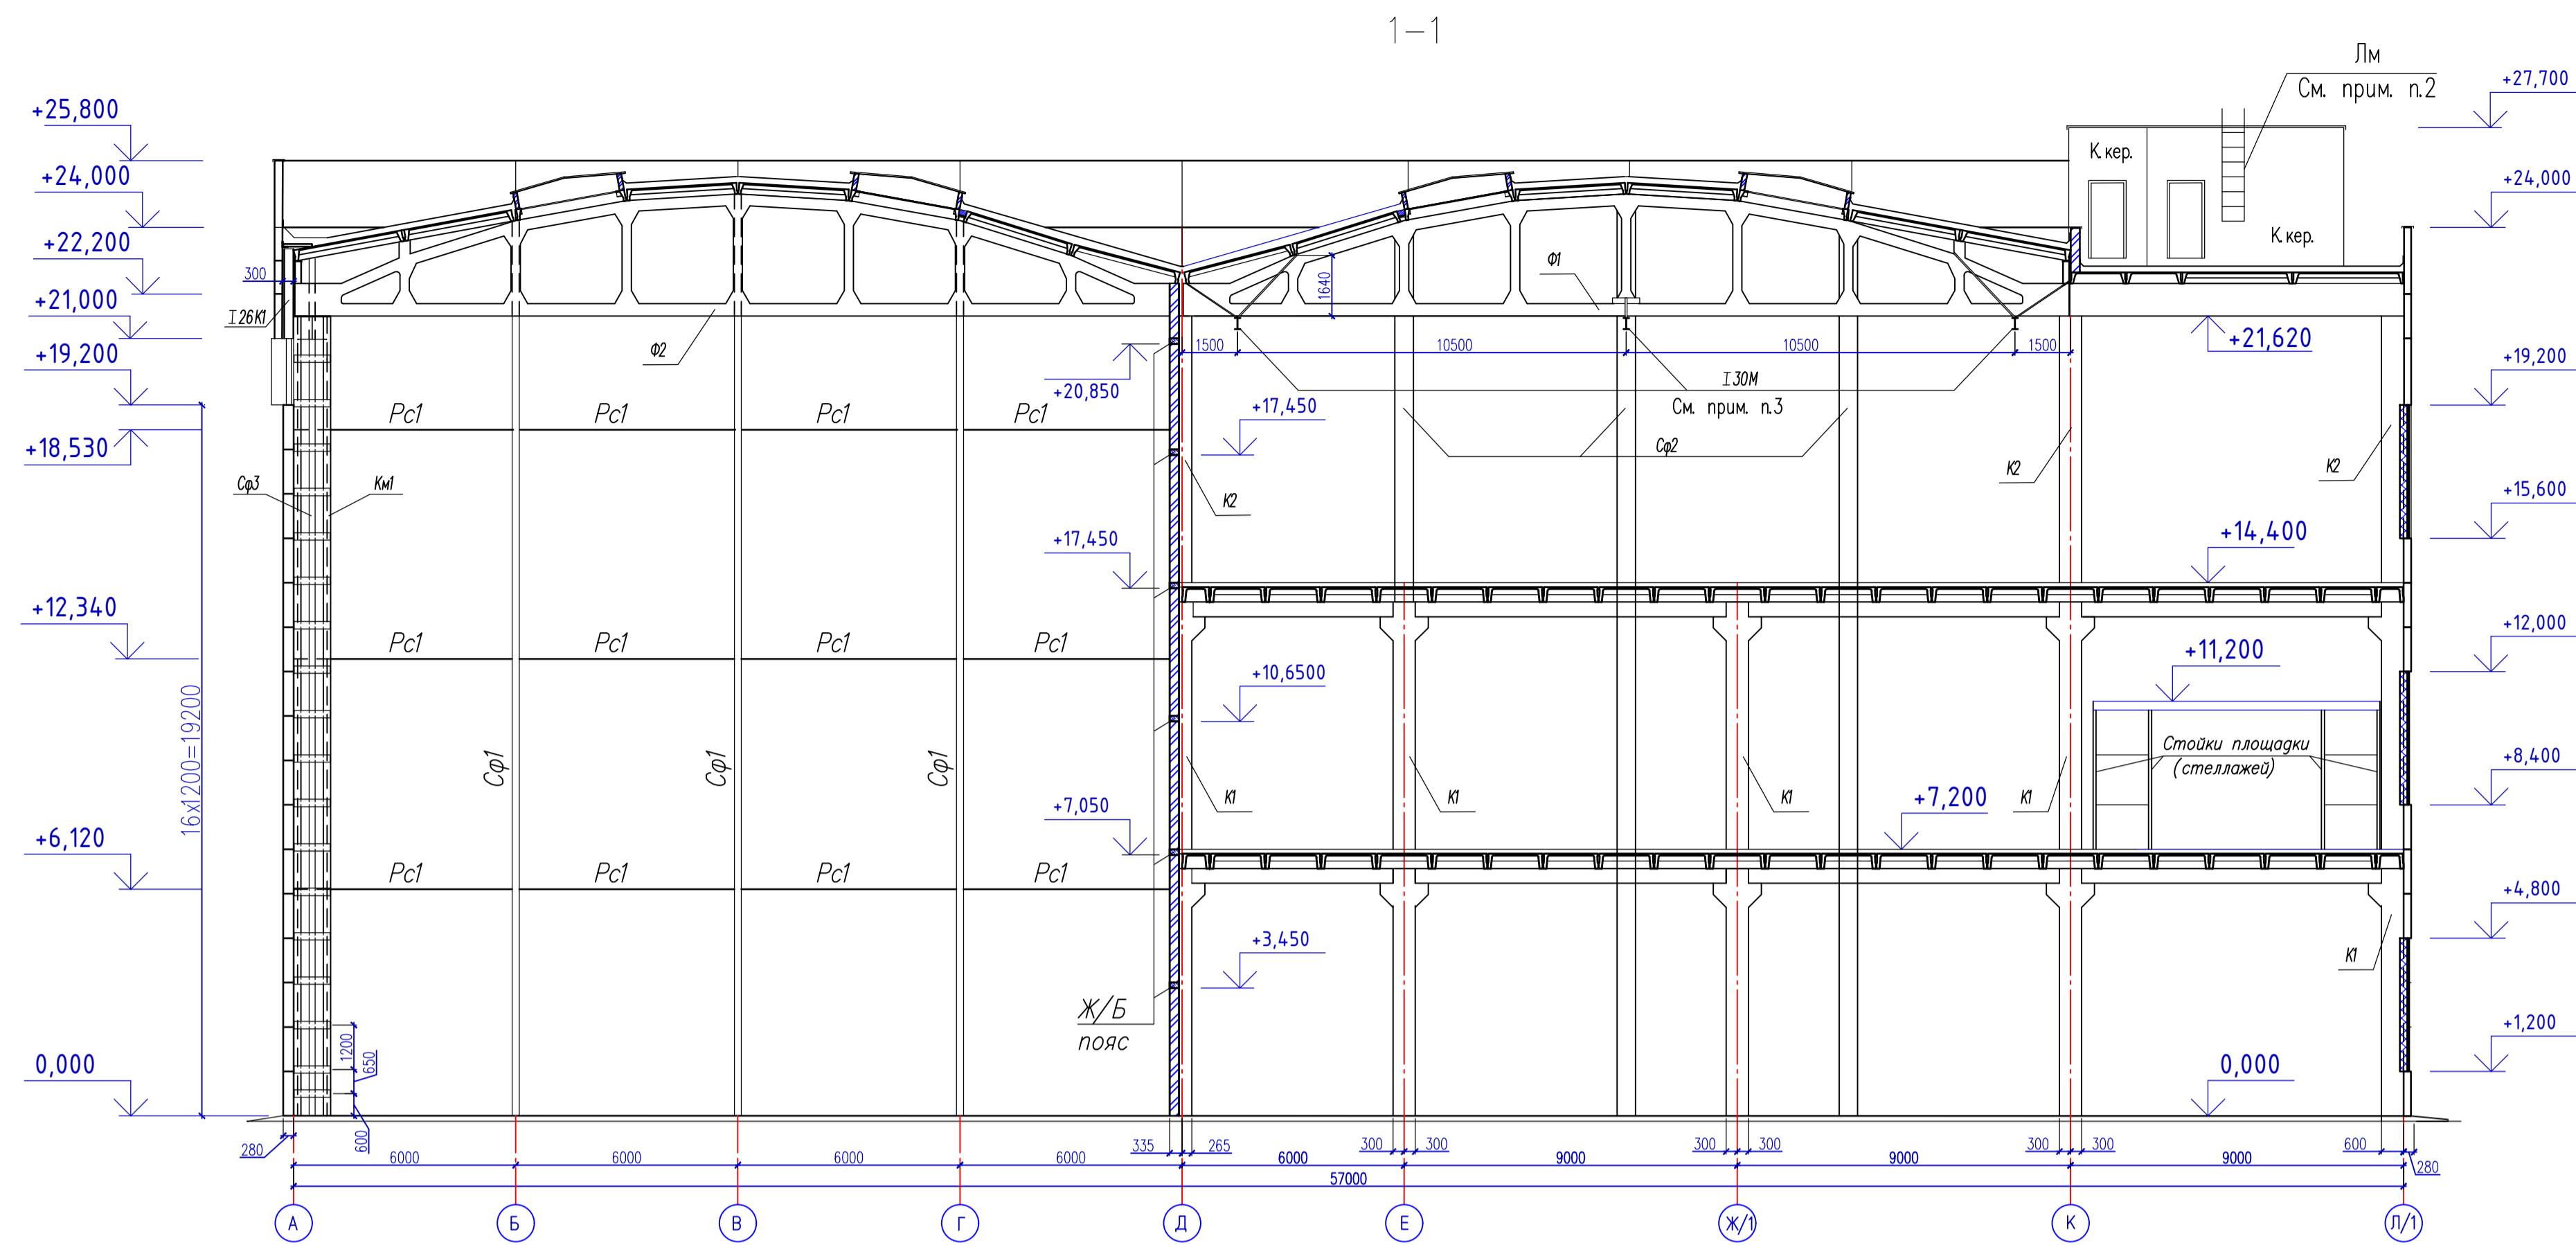 1-1
Лм
См. прим. п.2
+27,700
+25,800
К.кер.
+24,000
+24,000
К.кер.
+22,200
300
+21,000
I26К1
Ф2
1640
Ф1
+21,620
1500
10500
10500
1500
+19,200
+20,850
I30М
См. прим. п.3
+19,200
Рс1
Рс1
Рс1
Рс1
+17,450
+18,530
Сф2
К2
К2
Сф3
Км1
К2
+15,600
+17,450
+14,400
+12,340
+12,000
Рс1
Рс1
Рс1
Рс1
+11,200
+10,6500
16х1200=19200
Сф1
Сф1
Сф1
Стойки площадки
(стеллажей)
+8,400
К1
К1
К1
К1
+7,200
+7,050
+6,120
Рс1
Рс1
Рс1
Рс1
+4,800
+3,450
К1
Ж/Б
пояс
+1,200
1200
650
600
0,000
0,000
280
335
265
300
300
300
300
300
300
600
280
6000
6000
6000
6000
6000
9000
9000
9000
57000
А
Б
В
Г
Д
Е
Ж/1
К
Л/1